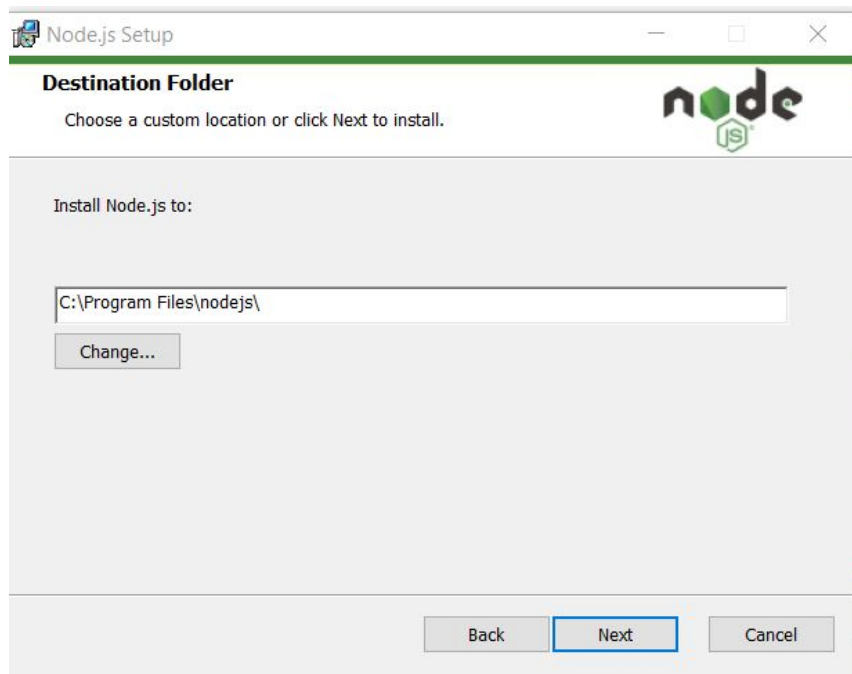 Node.js Setup
Destination Folder
Choose a custom location or click Next to install.
node
JS
Install Node.js to:
C:\Program Files\nodejs\
Change...
Back Next Cancel